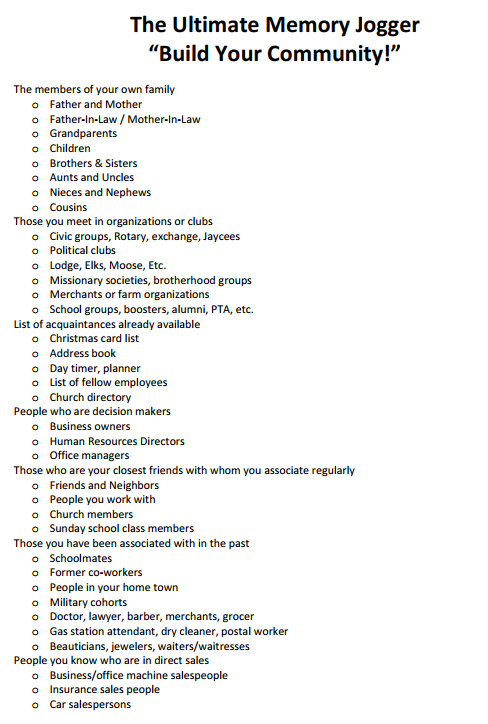 The Ultimate Memory Jogger
“Build Your Community!”
The members of your own family
o Father and Mother
o Father-In-Law / Mother-In-Law
o Grandparents
o Children
o Brothers & Sisters
o Aunts and Uncles
o Nieces and Nephews
o Cousins
Those you meet in organizations or clubs
o Civic groups, Rotary, exchange, Jaycees
o Political clubs
o Lodge, Elks, Moose, Etc.
o Missionary societies, brotherhood groups
o Merchants or farm organizations
o School groups, boosters, alumni, PTA, etc.
List of acquaintances already available
o Christmas card list
o Address book
o Day timer, planner
o List of fellow employees
o Church directory
People who are decision makers
o Business owners
o Human Resources Directors
o Office managers
Those who are your closest friends with whom you associate regularly
o Friends and Neighbors
o People you work with
o Church members
o Sunday school class members
Those you have been associated with in the past
o Schoolmates
o Former co-workers
o People in your home town
o Military cohorts
o Doctor, lawyer, barber, merchants, grocer
o Gas station attendant, dry cleaner, postal worker
o Beauticians, jewelers, waiters/waitresses
People you know who are in direct sales
o Business/office machine salespeople
o Insurance sales people
o Car salespersons